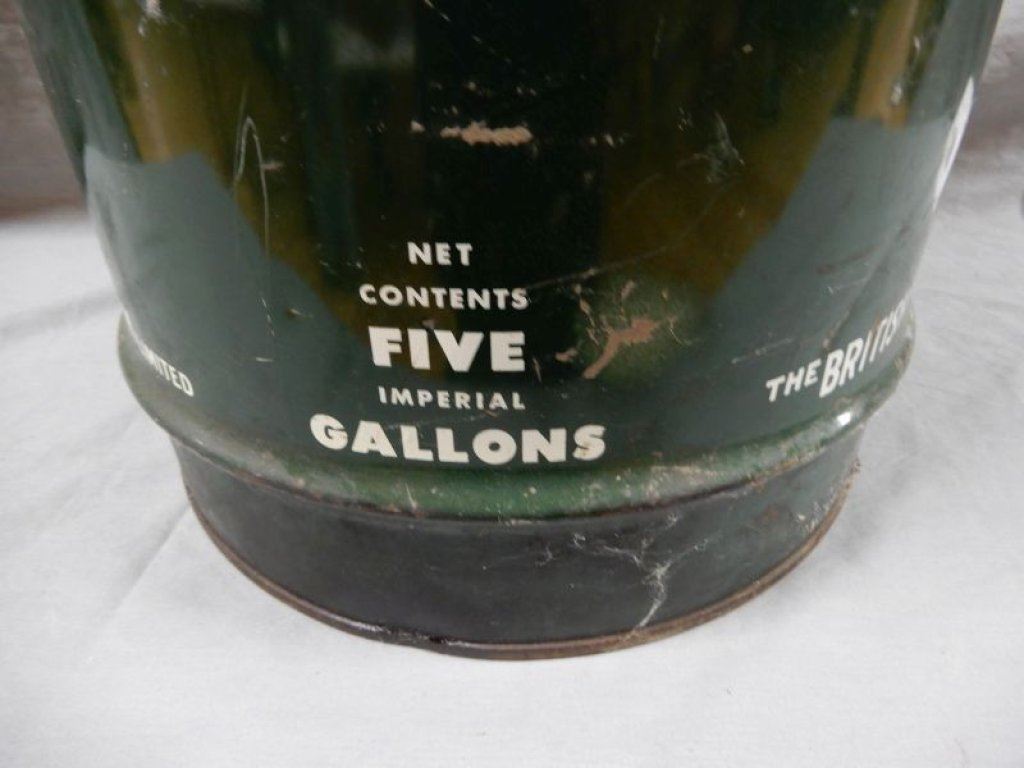 NET
CONTENTS
FIVE
IMPERIAL
GALLONS
THE BRITISH